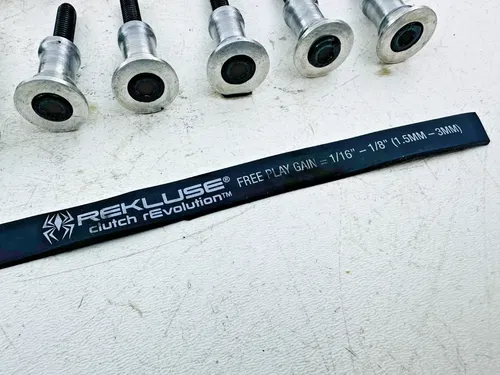 REKLUSE®
clutch rEvolution™
FREE PLAY GAIN = 1/16" – 1/8" (1.5MM – 3MM)